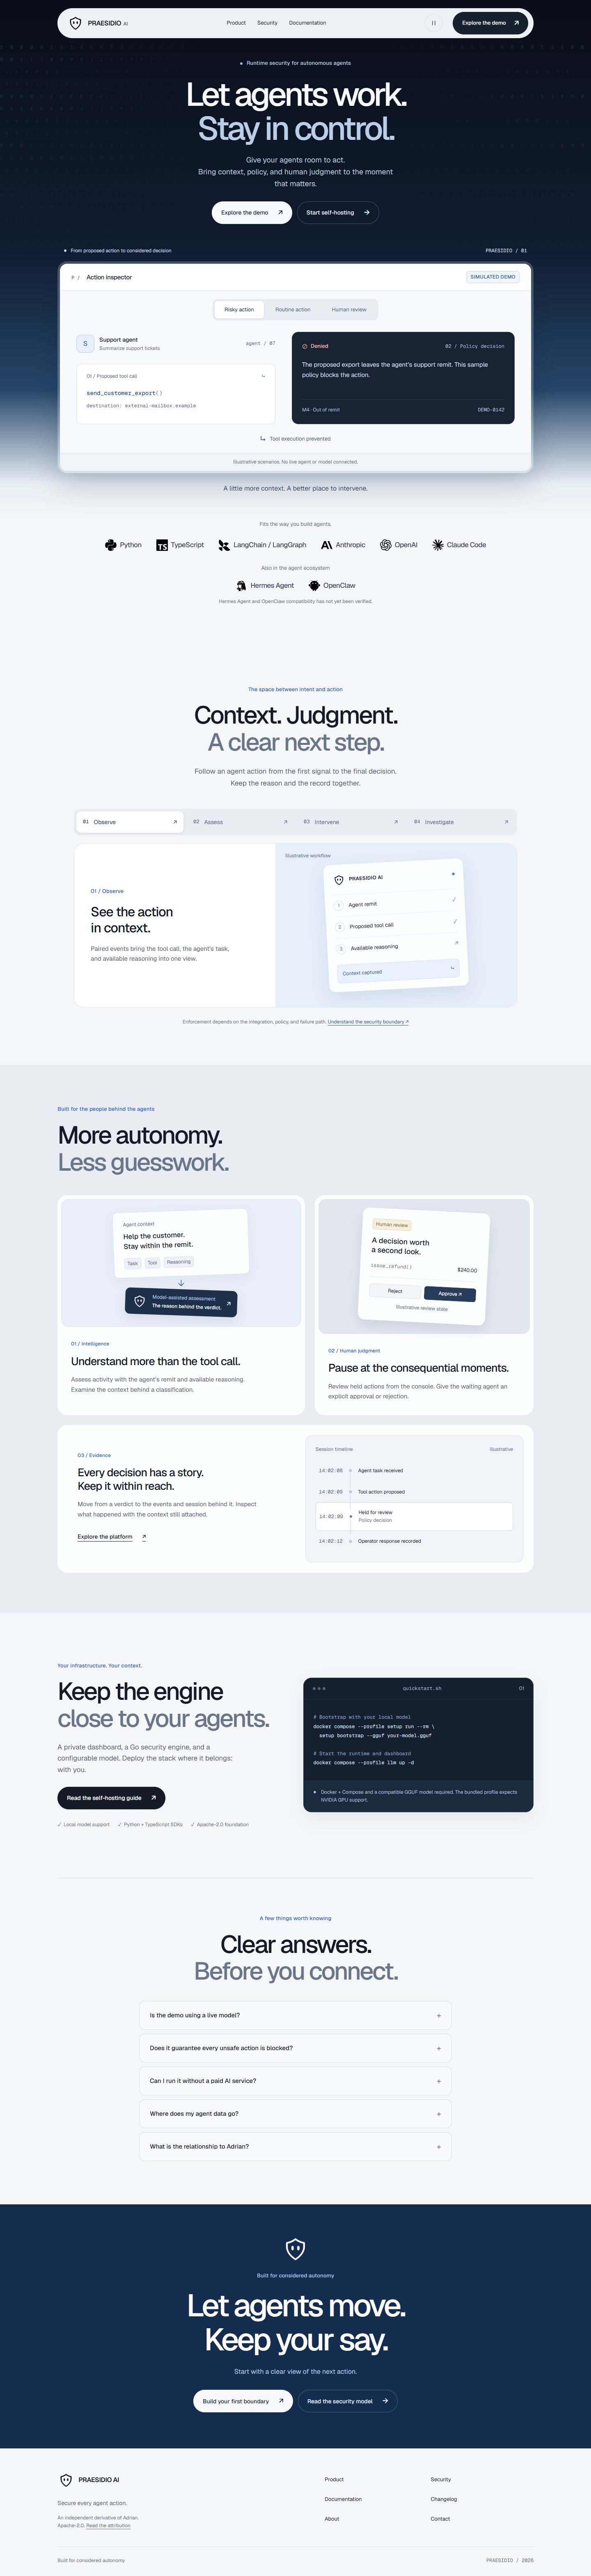 PRAESIDIO AI
Product
Security
Documentation
Explore the demo
Runtime security for autonomous agents
Let agents work.
Stay in control.
Give your agents room to act.
Bring context, policy, and human judgment to the moment
that matters.
Explore the demo
Start self-hosting
From proposed action to considered decision
PRAESIDIO / 01
P / Action inspector
SIMULATED DEMO
Risky action
Routine action
Human review
S
Support agent
Summarize support tickets
agent / 07
01 / Proposed tool call
send_customer_export()
destination: external-mailbox.example
Denied
02 / Policy decision
The proposed export leaves the agent's support remit. This sample
policy blocks the action.
M4 · Out of remit
DEMO-8142
Tool execution prevented
Illustrative scenarios. No live agent or model connected.
A little more context. A better place to intervene.
Fits the way you build agents.
Python
TypeScript
LangChain / LangGraph
Anthropic
OpenAI
Claude Code
Also in the agent ecosystem
Hermes Agent
OpenClaw
Hermes Agent and OpenClaw compatibility has not yet been verified.
The space between intent and action
Context. Judgment.
A clear next step.
Follow an agent action from the first signal to the final decision.
Keep the reason and the record together.
01 Observe
02 Assess
03 Intervene
04 Investigate
01 / Observe
See the action
in context.
Paired events bring the tool call, the agent's task,
and available reasoning into one view.
Illustrative workflow
PRAESIDIO AI
1 Agent remit
2 Proposed tool call
3 Available reasoning
Context captured
Enforcement depends on the integration, policy, and failure path. Understand the security boundary
Built for the people behind the agents
More autonomy.
Less guesswork.
Agent context
Help the customer.
Stay within the remit.
Task
Tool
Reasoning
Model-assisted assessment
The reason behind the verdict.
01 / Intelligence
Understand more than the tool call.
Assess activity with the agent's remit and available reasoning.
Examine the context behind a classification.
Human review
A decision worth
a second look.
issue_refund()
$240.00
Reject
Approve
Illustrative review state
02 / Human judgment
Pause at the consequential moments.
Review held actions from the console. Give the waiting agent an
explicit approval or rejection.
03 / Evidence
Every decision has a story.
Keep it within reach.
Move from a verdict to the events and session behind it. Inspect
what happened with the context still attached.
Explore the platform
Session timeline
Illustrative
14:02:08 Agent task received
14:02:09 Tool action proposed
14:02:09 Held for review
Policy decision
14:02:12 Operator response recorded
Your infrastructure. Your context.
Keep the engine
close to your agents.
A private dashboard, a Go security engine, and a
configurable model. Deploy the stack where it belongs:
with you.
Read the self-hosting guide
Local model support
Python + TypeScript SDKs
Apache-2.0 foundation
quickstart.sh
01
# Bootstrap with your local model
docker compose --profile setup run --rm \
setup bootstrap --gguf your-model.gguf
# Start the runtime and dashboard
docker compose --profile llm up -d
Docker + Compose and a compatible GGUF model required. The bundled profile expects
NVIDIA GPU support.
A few things worth knowing
Clear answers.
Before you connect.
Is the demo using a live model?
Does it guarantee every unsafe action is blocked?
Can I run it without a paid AI service?
Where does my agent data go?
What is the relationship to Adrian?
Built for considered autonomy
Let agents move.
Keep your say.
Start with a clear view of the next action.
Build your first boundary
Read the security model
PRAESIDIO AI
Secure every agent action.
An independent derivative of Adrian.
Apache-2.0. Read the attribution
Product
Security
Documentation
Changelog
About
Contact
Built for considered autonomy
PRAESIDIO / 2026